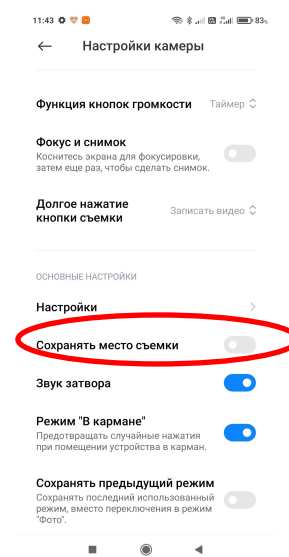 11:43 83%
Настройки камеры
Функция кнопок громкости Таймер
Фокус и снимок
Коснитесь экрана для фокусировки,
затем еще раз, чтобы сделать снимок.
Долгое нажатие
кнопки съемки Записать видео
ОСНОВНЫЕ НАСТРОЙКИ
Настройки
Сохранять место съемки
Звук затвора
Режим "В кармане"
Предотвращать случайные нажатия
при помещении устройства в карман.
Сохранять предыдущий режим
Сохранять последний использованный
режим, вместо переключения в режим
"Фото".